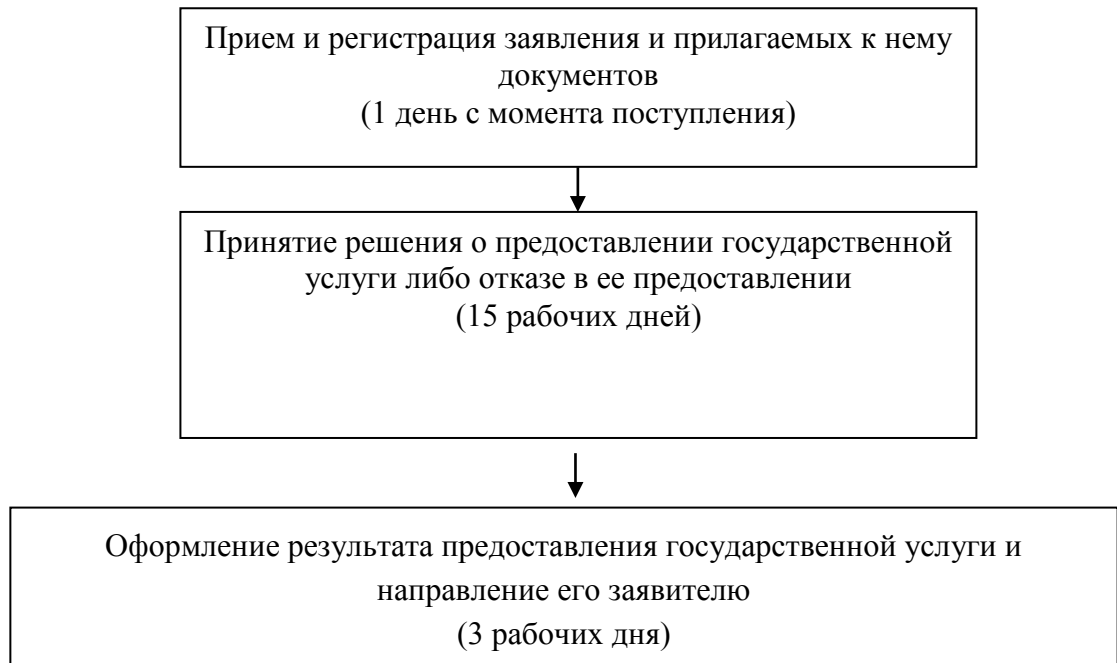 Прием и регистрация заявления и прилагаемых к нему
документов
(1 день с момента поступления)
Принятие решения о предоставлении государственной
услуги либо отказе в ее предоставлении
(15 рабочих дней)
Оформление результата предоставления государственной услуги и
направление его заявителю
(3 рабочих дня)